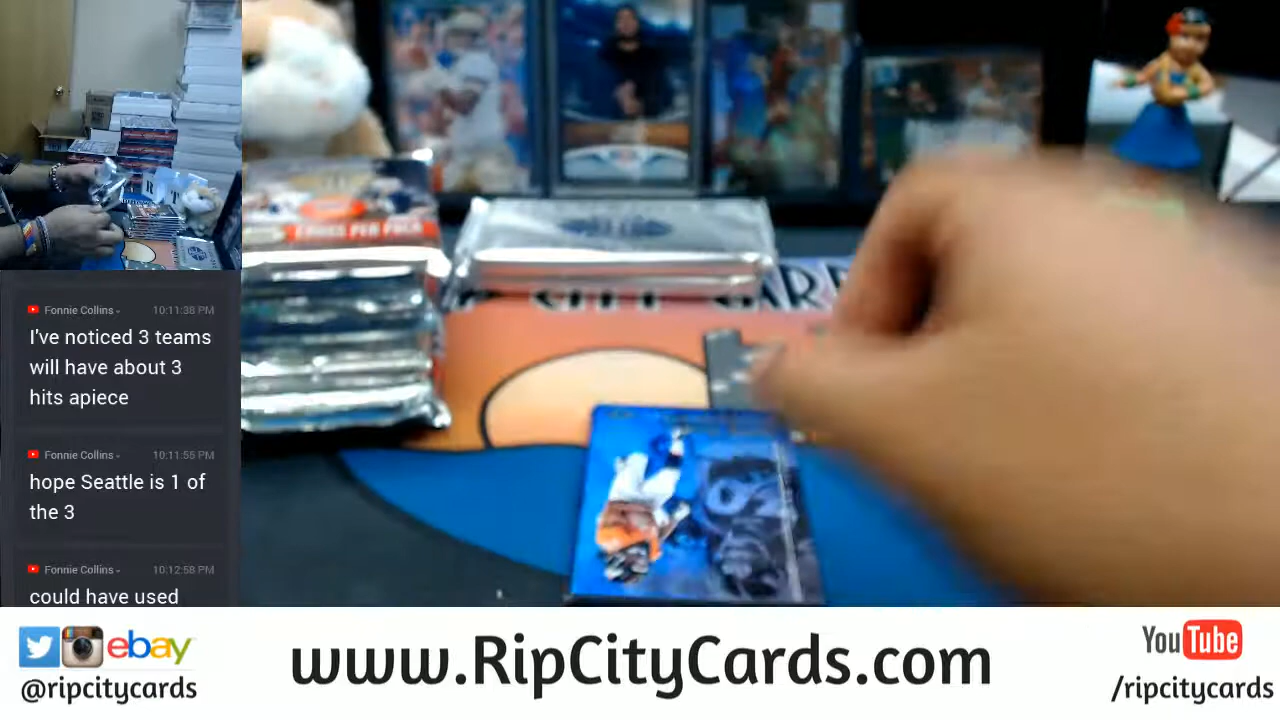 Fonnie Collins 10:11:38 PM
I've noticed 3 teams
will have about 3
hits apiece
Fonnie Collins 10:11:55 PM
hope Seattle is 1 of
the 3
Fonnie Collins 10:12:58 PM
could have used
CARDS PER PACK
ebay
@ripcitycards
www.RipCityCards.com
YouTube
/ripcitycards